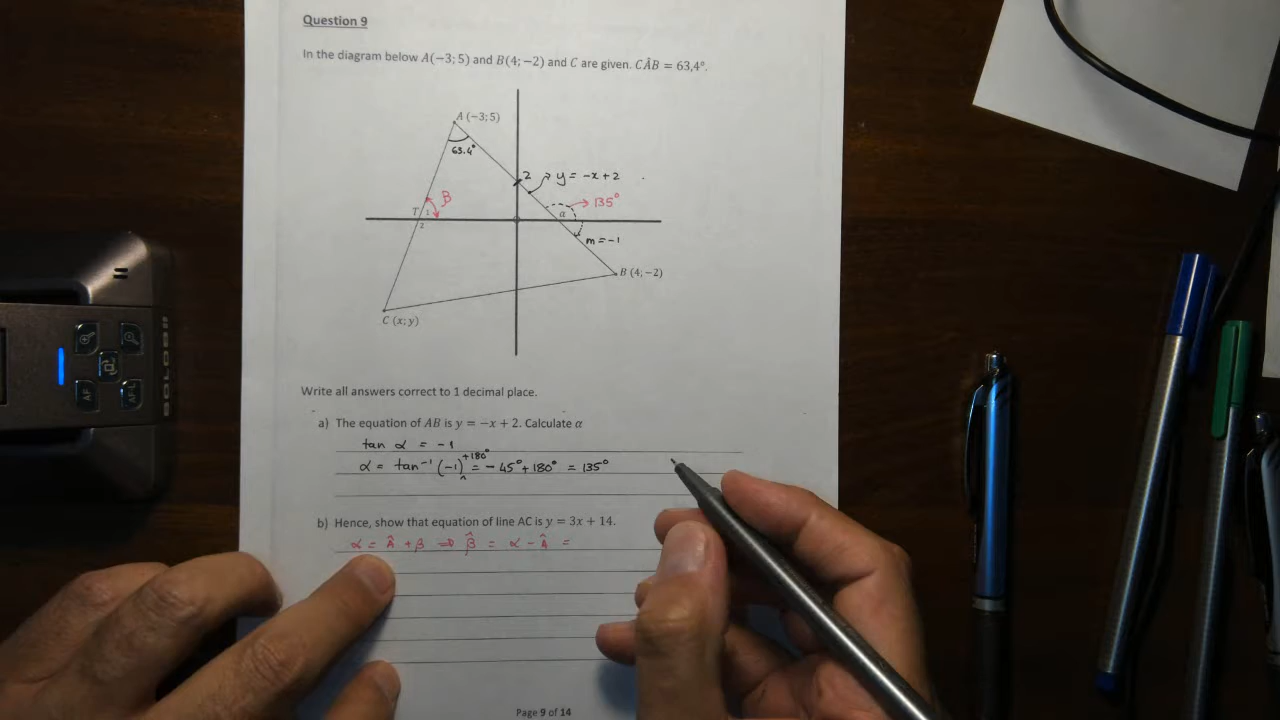 Question 9
In the diagram below A(−3; 5) and B(4; −2) and C are given. CÂB = 63,4°.
A (−3; 5)
63.4°
2 → y = -x + 2
β
→ 135°
T 1
α
2
m = -1
B (4; −2)
C (x; y)
Write all answers correct to 1 decimal place.
a) The equation of AB is y = −x + 2. Calculate α
tan α = -1
+180°
α = tan⁻¹ (-1) = - 45° + 180° = 135°
^
b) Hence, show that equation of line AC is y = 3x + 14.
α = Â + β ⇒ β̂ = α - Â =
Page 9 of 14
AF
AF-L